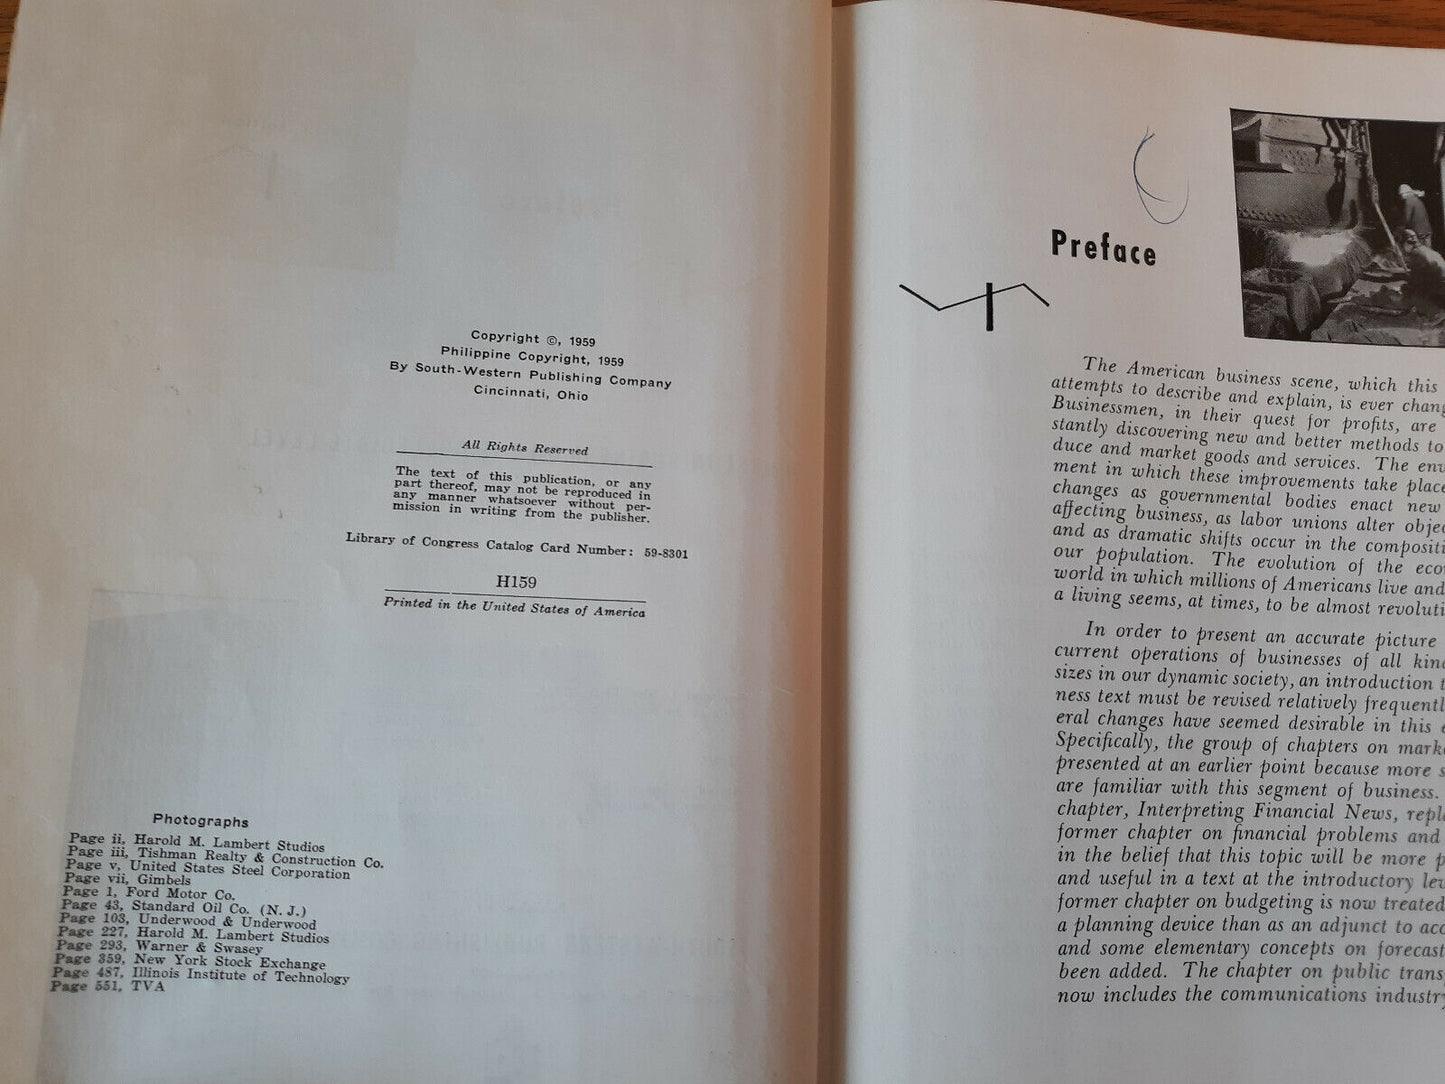 Copyright ©, 1959
Philippine Copyright, 1959
By South-Western Publishing Company
Cincinnati, Ohio
All Rights Reserved
The text of this publication, or any
part thereof, may not be reproduced in
any manner whatsoever without per-
mission in writing from the publisher.
Library of Congress Catalog Card Number: 59-8301
H159
Printed in the United States of America
Photographs
Page ii, Harold M. Lambert Studios
Page iii, Tishman Realty & Construction Co.
Page v, United States Steel Corporation
Page vii, Gimbels
Page 1, Ford Motor Co.
Page 43, Standard Oil Co. (N. J.)
Page 103, Underwood & Underwood
Page 227, Harold M. Lambert Studios
Page 293, Warner & Swasey
Page 359, New York Stock Exchange
Page 487, Illinois Institute of Technology
Page 551, TVA
Preface
The American business scene, which this
attempts to describe and explain, is ever chang
Businessmen, in their quest for profits, are
stantly discovering new and better methods to
duce and market goods and services. The env
ment in which these improvements take place
changes as governmental bodies enact new
affecting business, as labor unions alter objec
and as dramatic shifts occur in the compositi
our population. The evolution of the eco
world in which millions of Americans live and
a living seems, at times, to be almost revoluti
In order to present an accurate picture
current operations of businesses of all kin
sizes in our dynamic society, an introduction t
ness text must be revised relatively frequentl
eral changes have seemed desirable in this e
Specifically, the group of chapters on mark
presented at an earlier point because more s
are familiar with this segment of business.
chapter, Interpreting Financial News, repl
former chapter on financial problems and
in the belief that this topic will be more p
and useful in a text at the introductory lev
former chapter on budgeting is now treated
a planning device than as an adjunct to acc
and some elementary concepts on forecast
been added. The chapter on public trans
now includes the communications industry